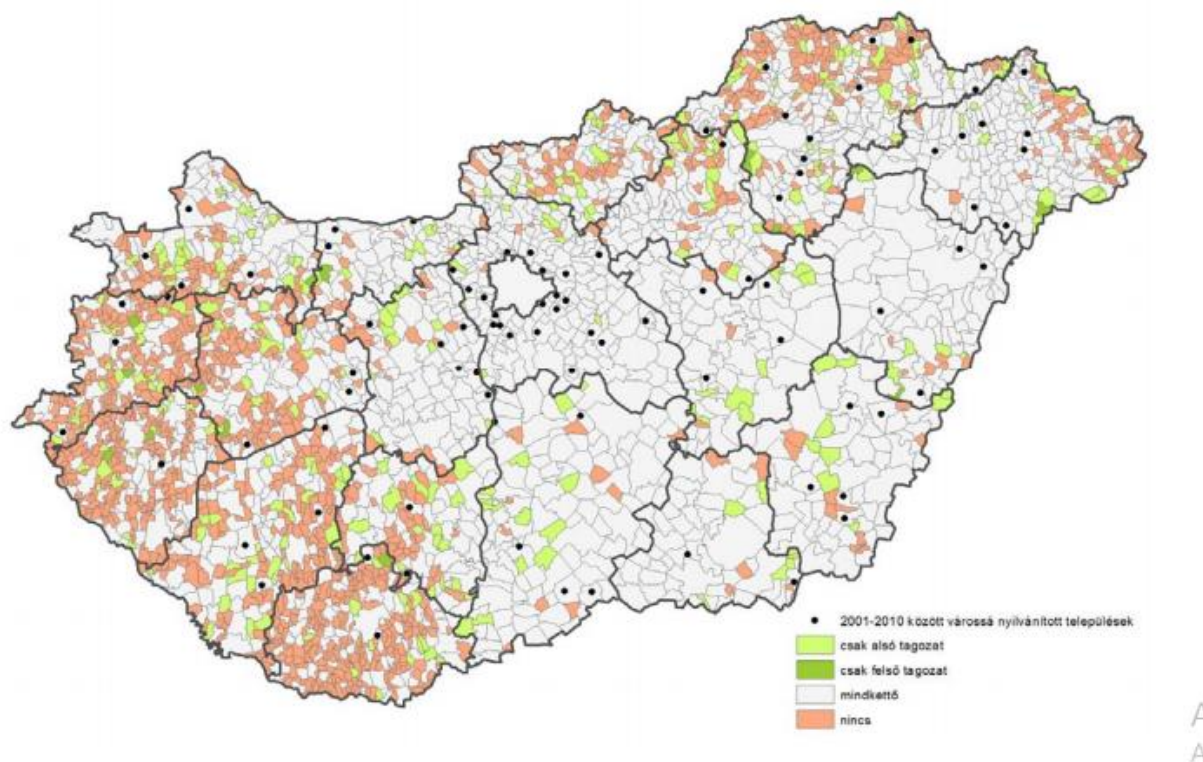 2001-2010 között várossá nyilvánított települések
csak alsó tagozat
csak felső tagozat
mindkettő
nincs
A
A